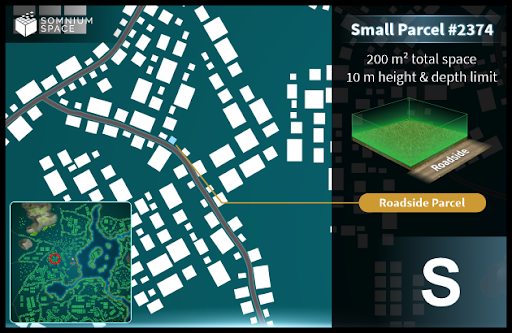 SOMNIUM
SPACE
Small Parcel #2374
200 m² total space
10 m height & depth limit
Roadside
Roadside Parcel
S